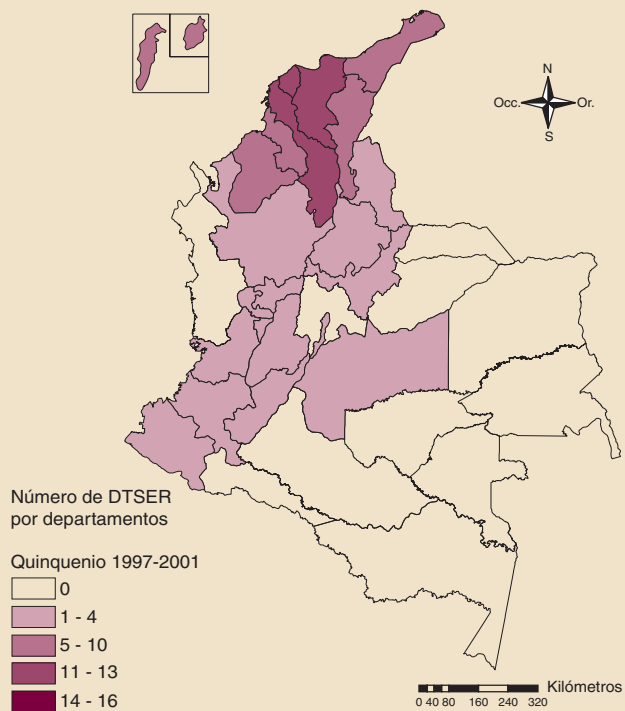 N
Occ. Or.
S
Número de DTSER
por departamentos
Quinquenio 1997-2001
0
1 - 4
5 - 10
11 - 13
14 - 16
Kilómetros
0 40 80 160 240 320